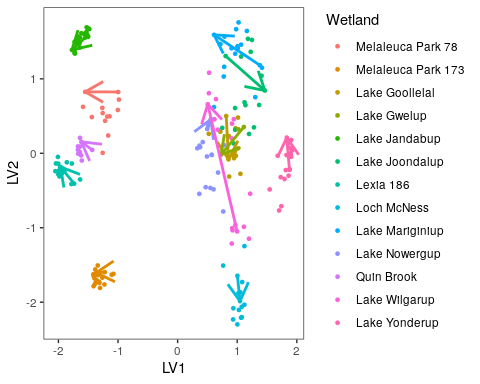 Wetland
Melaleuca Park 78
Melaleuca Park 173
Lake Goollelal
Lake Gwelup
Lake Jandabup
Lake Joondalup
Lexia 186
Loch McNess
Lake Mariginiup
Lake Nowergup
Quin Brook
Lake Wilgarup
Lake Yonderup
LV2
1
0
-1
-2
-2
-1
0
1
2
LV1